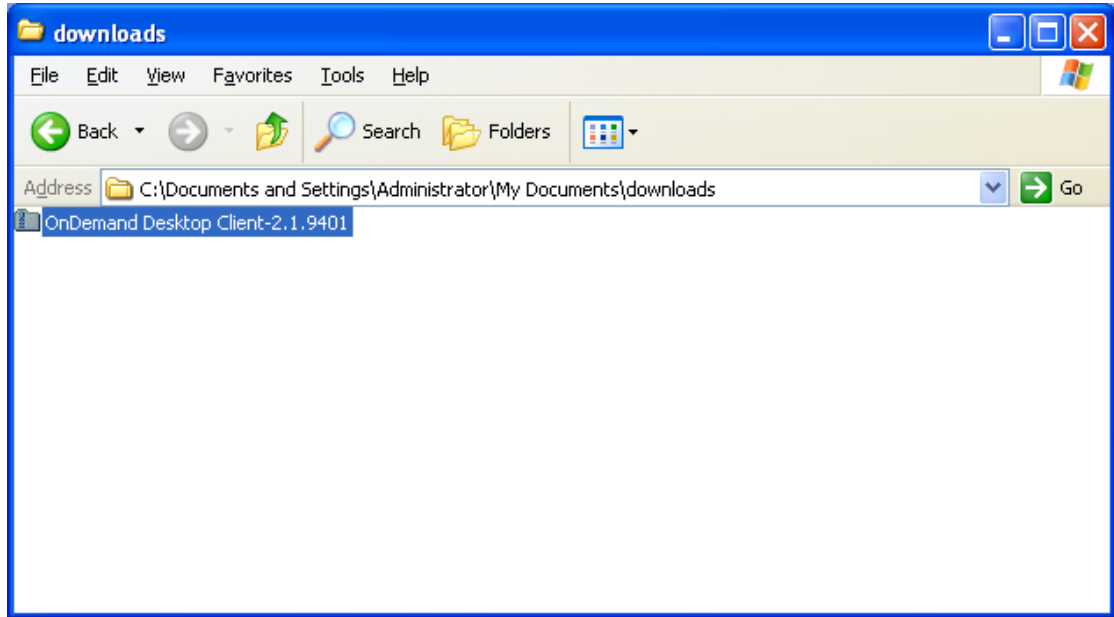 downloads
File Edit View Favorites Tools Help
Back Search Folders
Address C:\Documents and Settings\Administrator\My Documents\downloads Go
OnDemand Desktop Client-2.1.9401